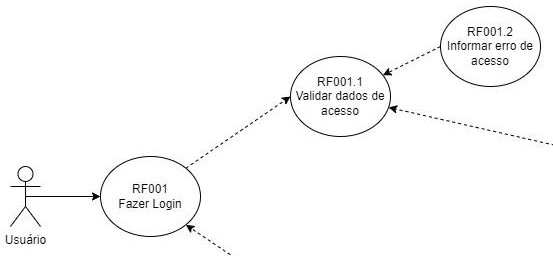 RF001.2
Informar erro de
acesso
RF001.1
Validar dados de
acesso
RF001
Fazer Login
Usuário